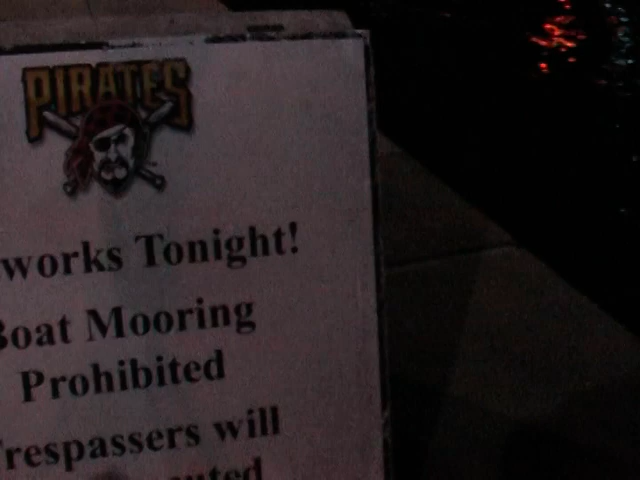 PIRATES
works Tonight!
Boat Mooring
Prohibited
Trespassers will